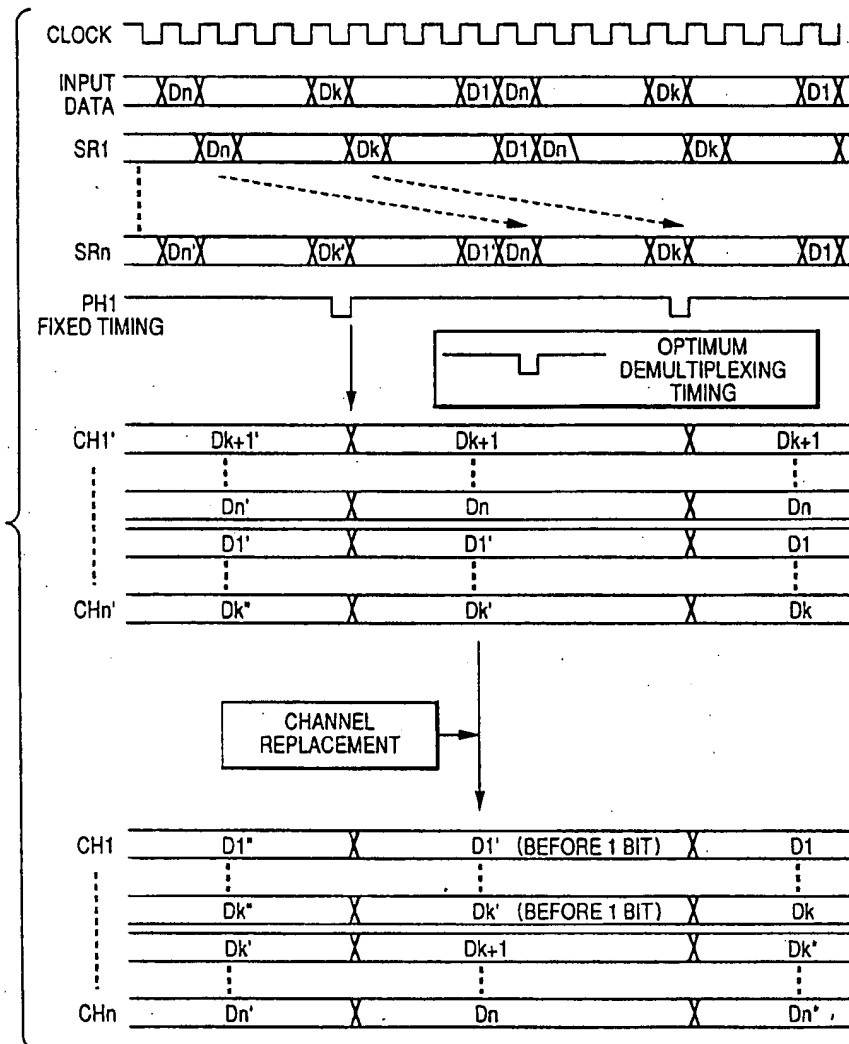 CLOCK
INPUT DATA Dn Dk D1 Dn Dk D1
SR1 Dn Dk D1 Dn Dk
SRn Dn' Dk' D1' Dn Dk D1
PH1
FIXED TIMING
OPTIMUM
DEMULTIPLEXING
TIMING
CH1' Dk+1' Dk+1 Dk+1
Dn' Dn Dn
D1' D1' D1
CHn' Dk" Dk' Dk
CHANNEL
REPLACEMENT
CH1 D1" D1' (BEFORE 1 BIT) D1
Dk" Dk' (BEFORE 1 BIT) Dk
Dk' Dk+1 Dk*
CHn Dn' Dn Dn*